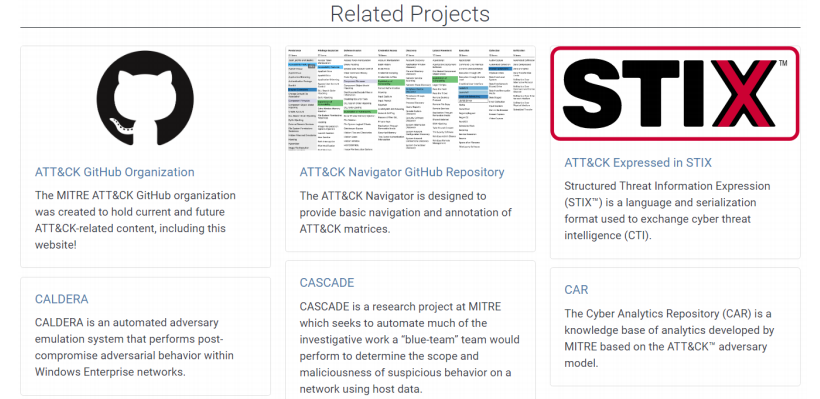 Related Projects
ATT&CK GitHub Organization
The MITRE ATT&CK GitHub organization
was created to hold current and future
ATT&CK-related content, including this
website!
CALDERA
CALDERA is an automated adversary
emulation system that performs post-
compromise adversarial behavior within
Windows Enterprise networks.
ATT&CK Navigator GitHub Repository
The ATT&CK Navigator is designed to
provide basic navigation and annotation of
ATT&CK matrices.
CASCADE
CASCADE is a research project at MITRE
which seeks to automate much of the
investigative work a “blue-team” team would
perform to determine the scope and
maliciousness of suspicious behavior on a
network using host data.
STIX™
ATT&CK Expressed in STIX
Structured Threat Information Expression
(STIX™) is a language and serialization
format used to exchange cyber threat
intelligence (CTI).
CAR
The Cyber Analytics Repository (CAR) is a
knowledge base of analytics developed by
MITRE based on the ATT&CK™ adversary
model.